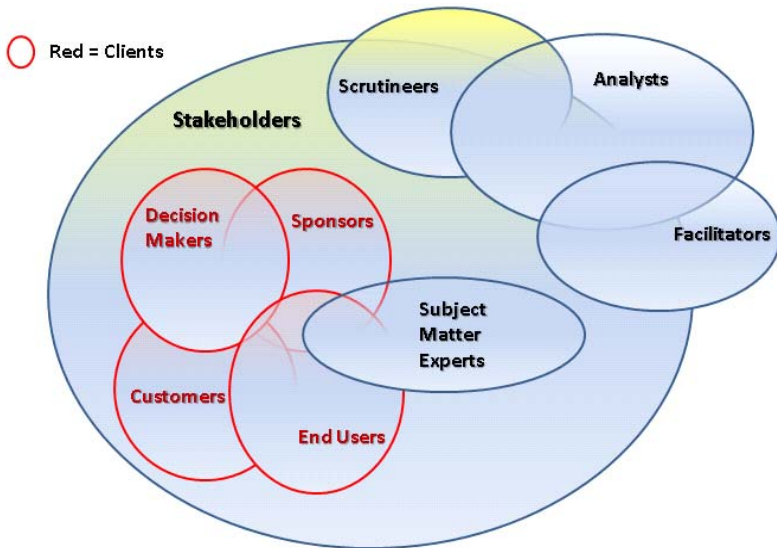 Red = Clients
Scrutineers
Analysts
Stakeholders
Decision
Makers
Sponsors
Facilitators
Subject
Matter
Experts
Customers
End Users